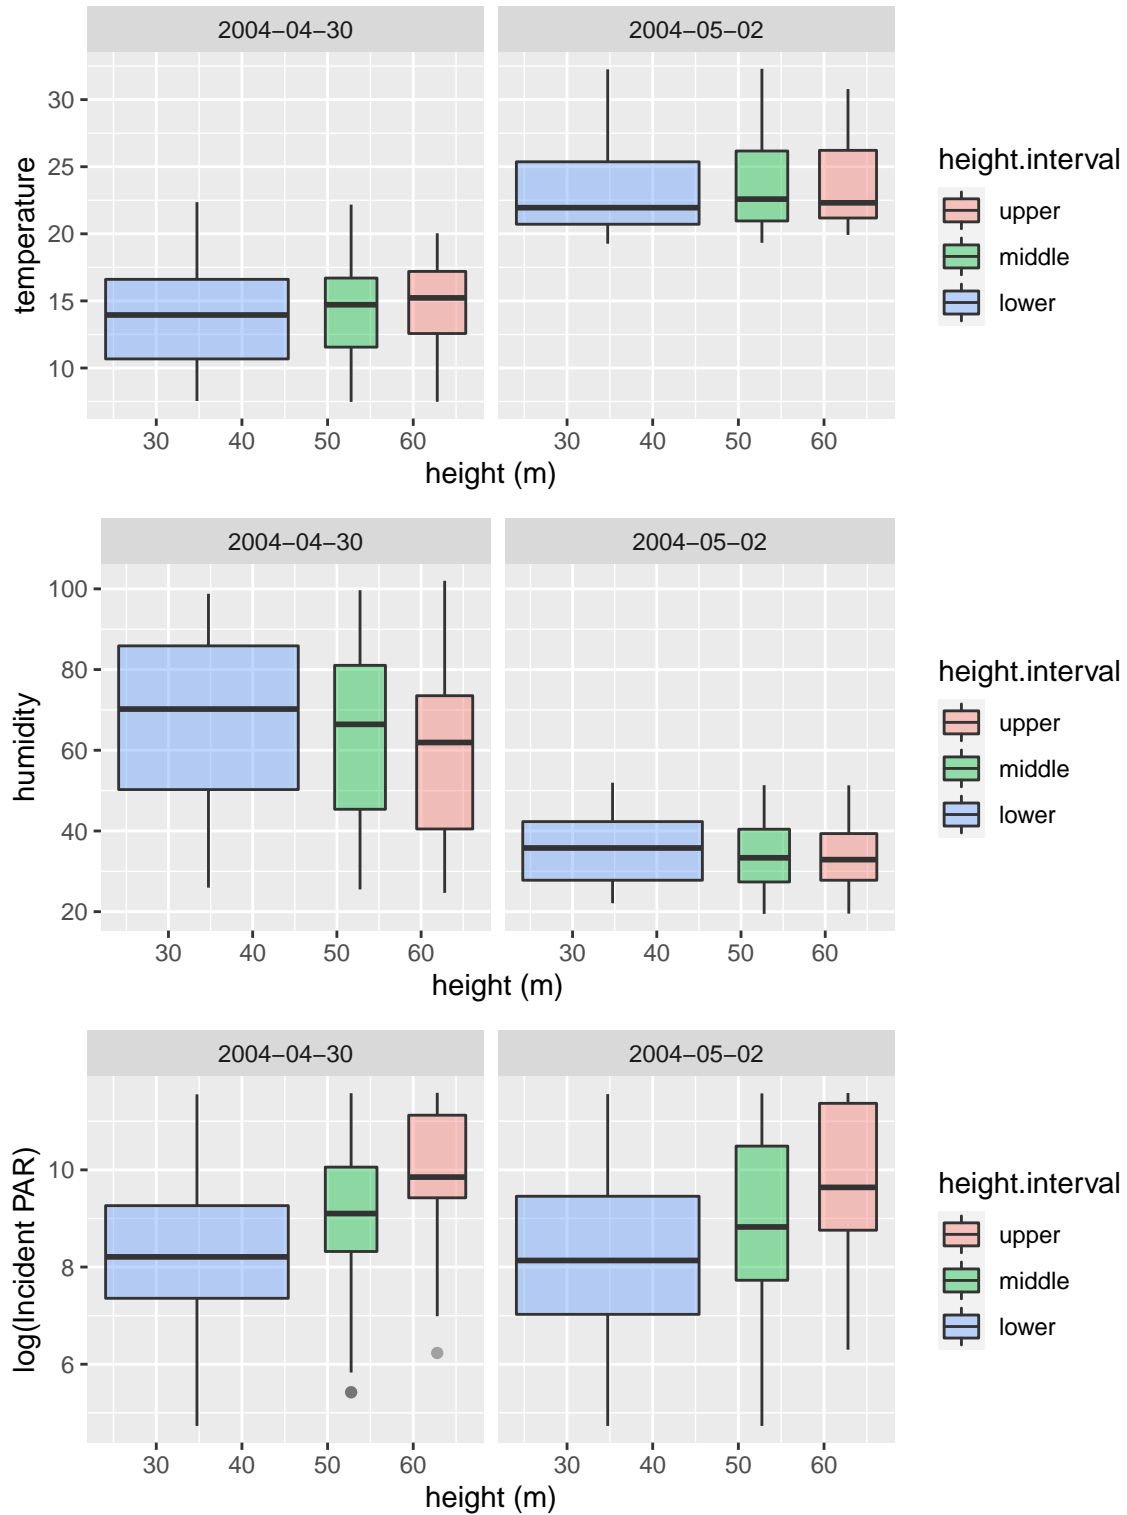 2004−04−30 2004−05−02
30
25
20
15
10
temperature
30 40 50 60 30 40 50 60
height (m)
height.interval
upper
middle
lower
2004−04−30 2004−05−02
100
80
60
40
20
humidity
30 40 50 60 30 40 50 60
height (m)
height.interval
upper
middle
lower
2004−04−30 2004−05−02
10
8
6
log(Incident PAR)
30 40 50 60 30 40 50 60
height (m)
height.interval
upper
middle
lower